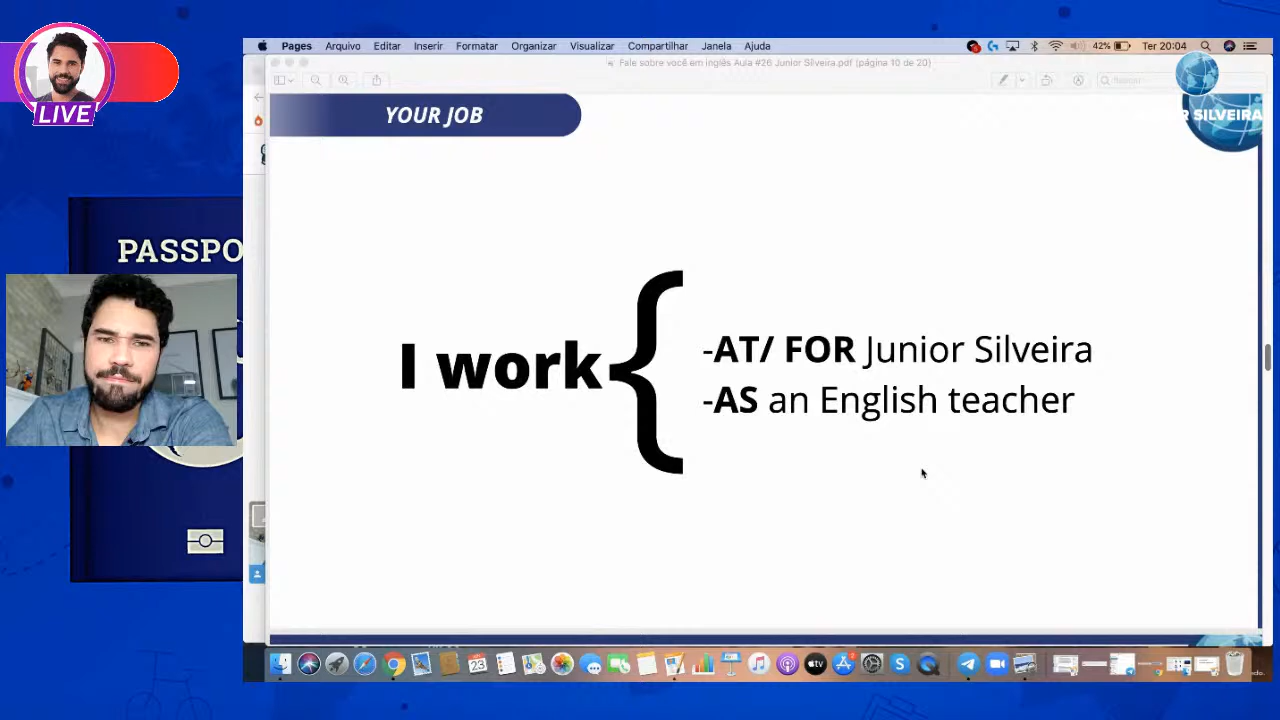 LIVE
PASSPO
Pages Arquivo Editar Inserir Formatar Organizar Visualizar Compartilhar Janela Ajuda 42% Ter 20:04
Fale sobre você em inglês Aula #26 Junior Silveira.pdf (página 10 de 20)
Buscar
YOUR JOB
R SILVEIRA
I work
-AT/ FOR Junior Silveira
-AS an English teacher
23